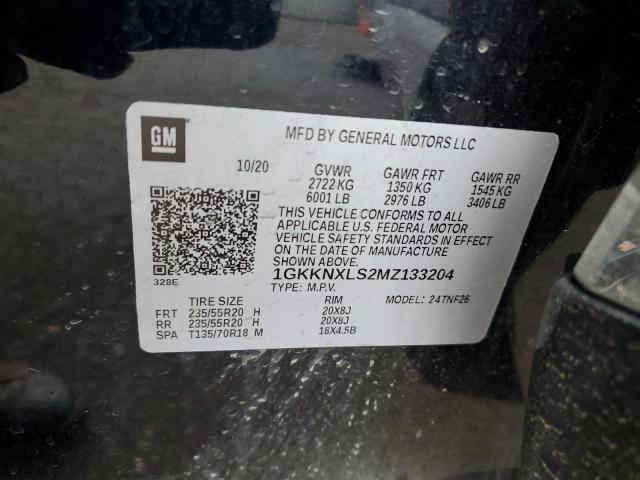 GM
MFD BY GENERAL MOTORS LLC
10/20 GVWR GAWR FRT GAWR RR
2722 KG 1350 KG 1545 KG
6001 LB 2976 LB 3406 LB
THIS VEHICLE CONFORMS TO ALL
APPLICABLE U.S. FEDERAL MOTOR
VEHICLE SAFETY STANDARDS IN EFFECT
ON THE DATE OF MANUFACTURE
SHOWN ABOVE.
328E
1GKKNXLS2MZ133204
TYPE: M.P.V. MODEL: 24TNF26
TIRE SIZE RIM
FRT 235/55R20 H 20X8J
RR 235/55R20 H 20X8J
SPA T135/70R18 M 18X4.5B